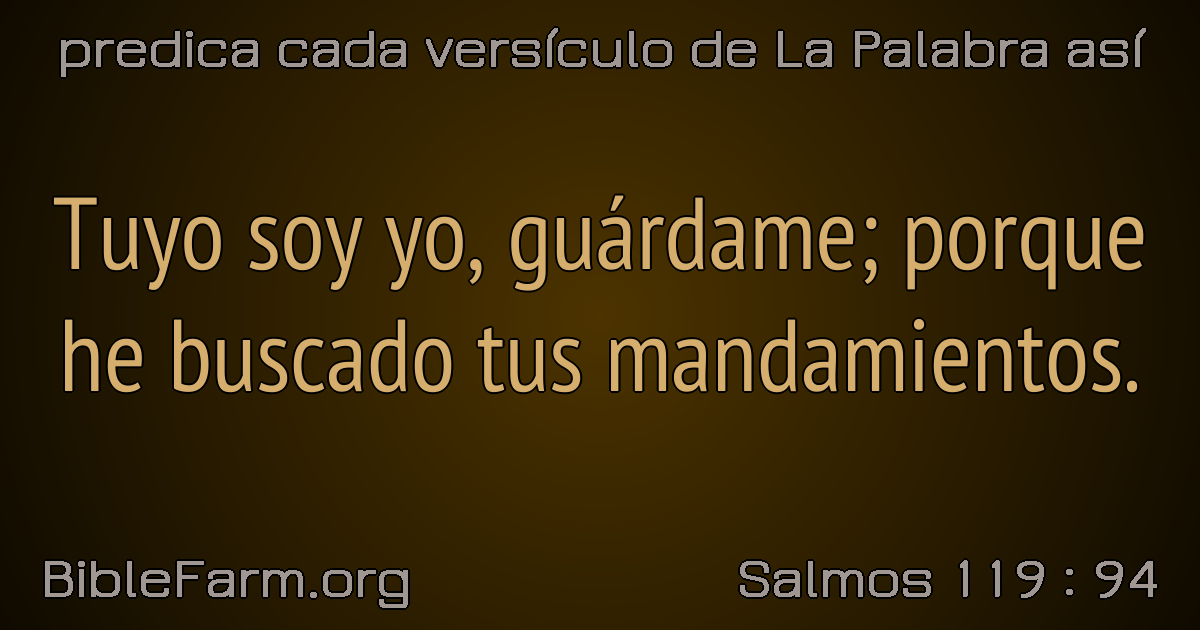 predica cada versículo de La Palabra así
Tuyo soy yo, guárdame; porque
he buscado tus mandamientos.
BibleFarm.org
Salmos 119 : 94